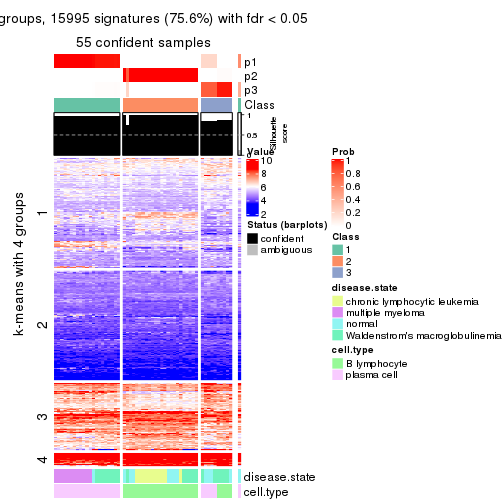 groups, 15995 signatures (75.6%) with fdr < 0.05
55 confident samples
p1
p2
p3
Class
1
0.5
0
Silhouette
score
k-means with 4 groups
1
2
3
4
disease.state
cell.type
Value
10
8
6
4
2
Status (barplots)
confident
ambiguous
Prob
1
0.8
0.6
0.4
0.2
0
Class
1
2
3
disease.state
chronic lymphocytic leukemia
multiple myeloma
normal
Waldenstrom's macroglobulinemia
cell.type
B lymphocyte
plasma cell